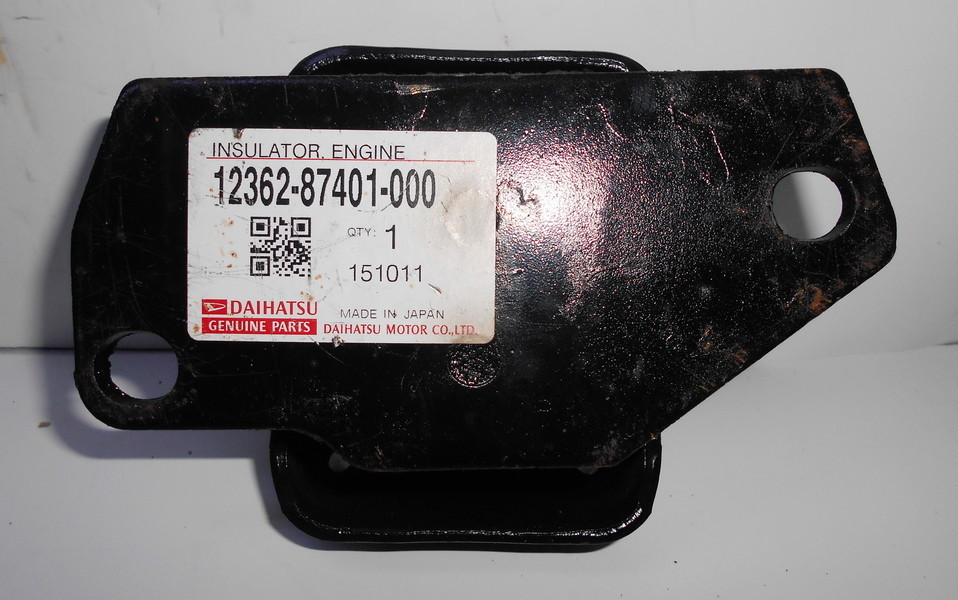 INSULATOR, ENGINE
12362-87401-000
QTY: 1
151011
DAIHATSU
GENUINE PARTS
MADE IN JAPAN
DAIHATSU MOTOR CO.,LTD.